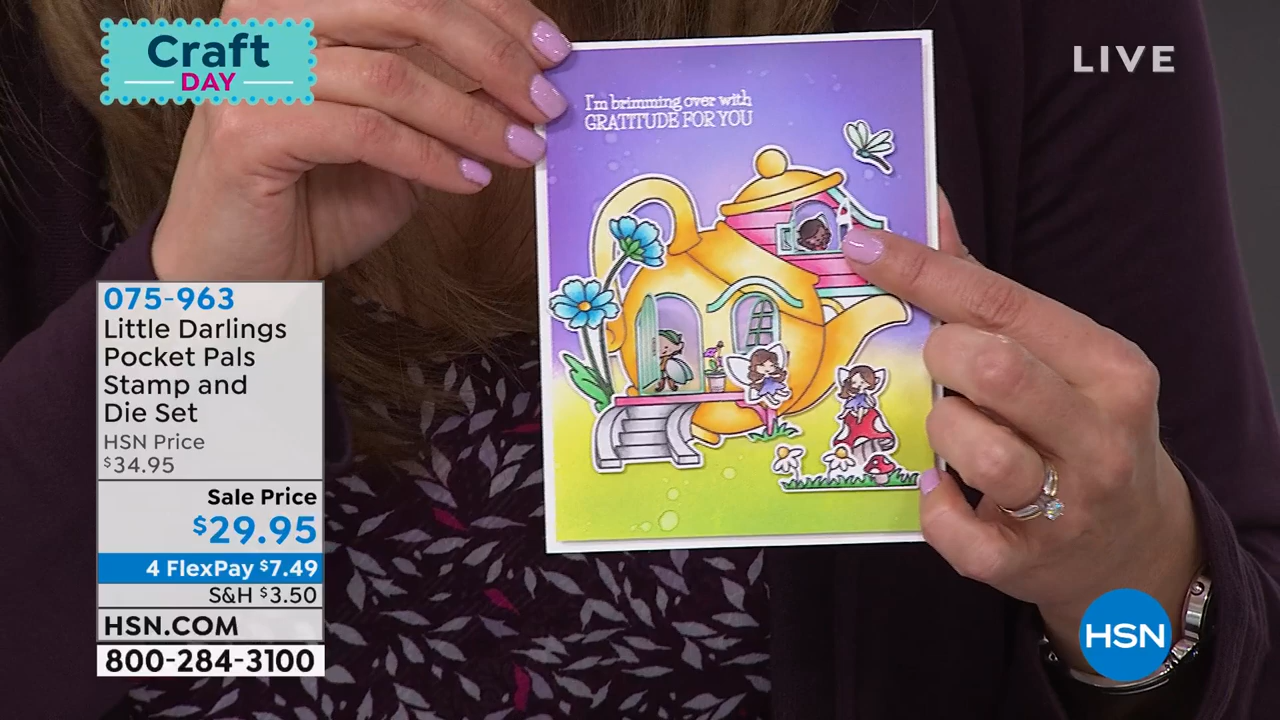 Craft
DAY
LIVE
I'm brimming over with
GRATITUDE FOR YOU
075-963
Little Darlings
Pocket Pals
Stamp and
Die Set
HSN Price
$34.95
Sale Price
$29.95
4 FlexPay $7.49
S&H $3.50
HSN.COM
800-284-3100
HSN